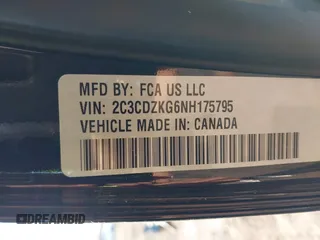 MFD BY: FCA US LLC
VIN: 2C3CDZKG6NH175795
VEHICLE MADE IN: CANADA
DREAMBID